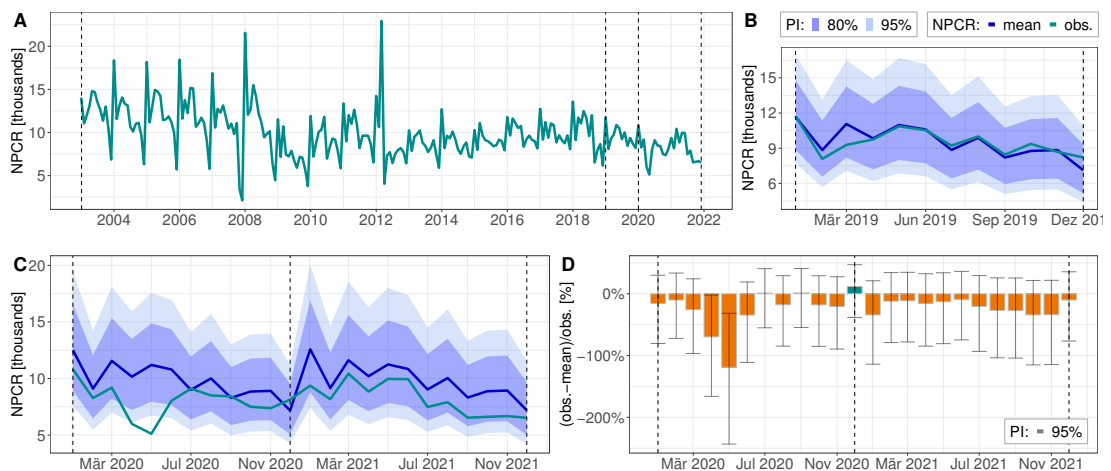 A
NPCR [thousands]
20
15
10
5
2004 2006 2008 2010 2012 2014 2016 2018 2020 2022
PI: 80% 95% NPCR: mean obs.
B
NPCR [thousands]
15
12
9
6
Mär 2019 Jun 2019 Sep 2019 Dez 201
C
NPCR [thousands]
20
15
10
5
Mär 2020 Jul 2020 Nov 2020 Mär 2021 Jul 2021 Nov 2021
D
(obs.−mean)/obs. [%]
0%
−100%
−200%
PI: 95%
Mär 2020 Jul 2020 Nov 2020 Mär 2021 Jul 2021 Nov 2021